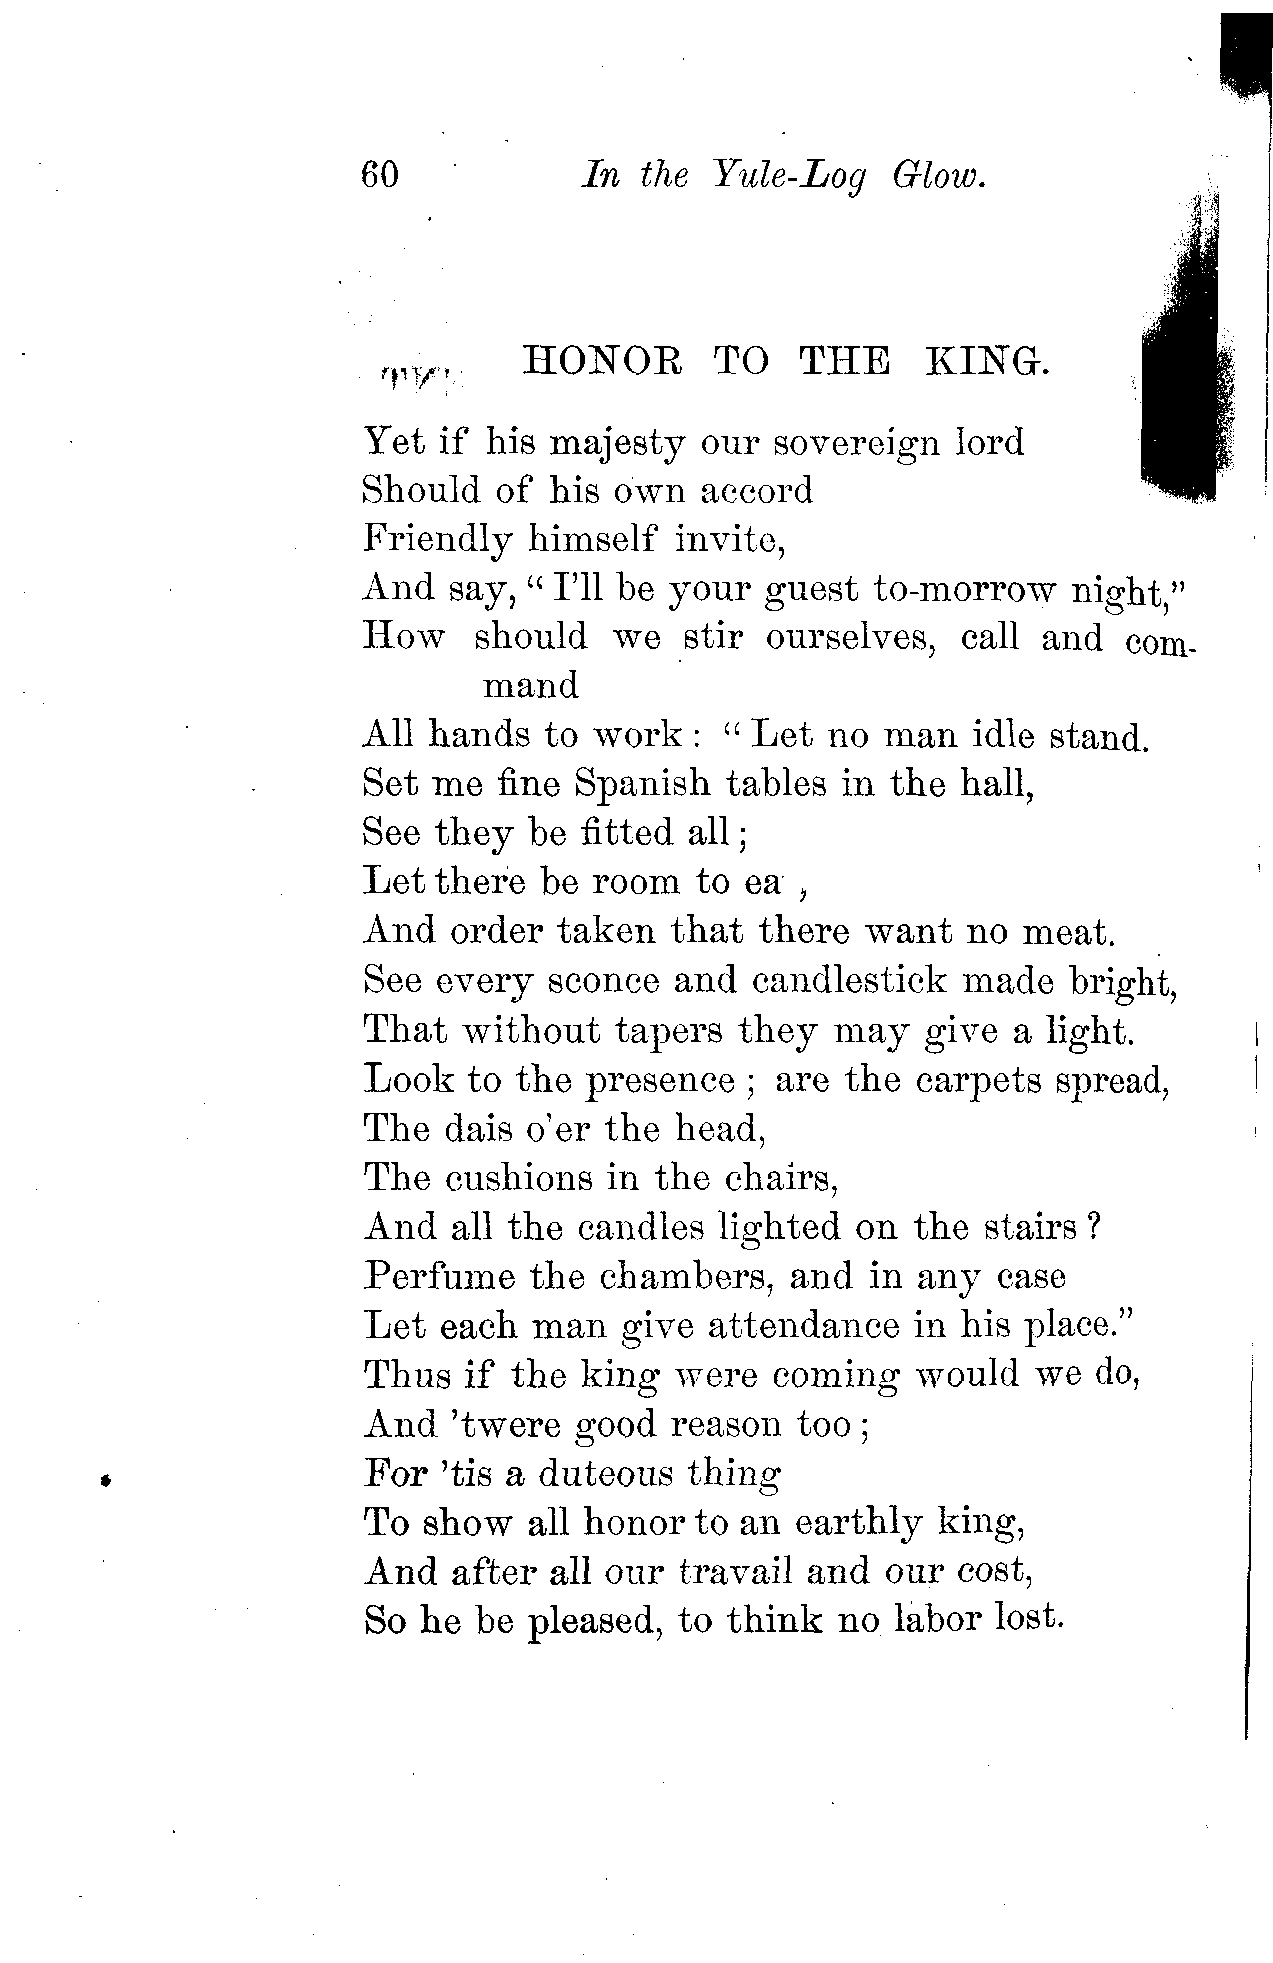 60 In the Yule-Log Glow.
HONOR TO THE KING.
Yet if his majesty our sovereign lord
Should of his own accord
Friendly himself invite,
And say, “ I’ll be your guest to-morrow night,”
How should we stir ourselves, call and com-
mand
All hands to work : “ Let no man idle stand.
Set me fine Spanish tables in the hall,
See they be fitted all ;
Let there be room to ea ,
And order taken that there want no meat.
See every sconce and candlestick made bright,
That without tapers they may give a light.
Look to the presence ; are the carpets spread,
The dais o’er the head,
The cushions in the chairs,
And all the candles lighted on the stairs ?
Perfume the chambers, and in any case
Let each man give attendance in his place.”
Thus if the king were coming would we do,
And ’twere good reason too ;
For ’tis a duteous thing
To show all honor to an earthly king,
And after all our travail and our cost,
So he be pleased, to think no labor lost.